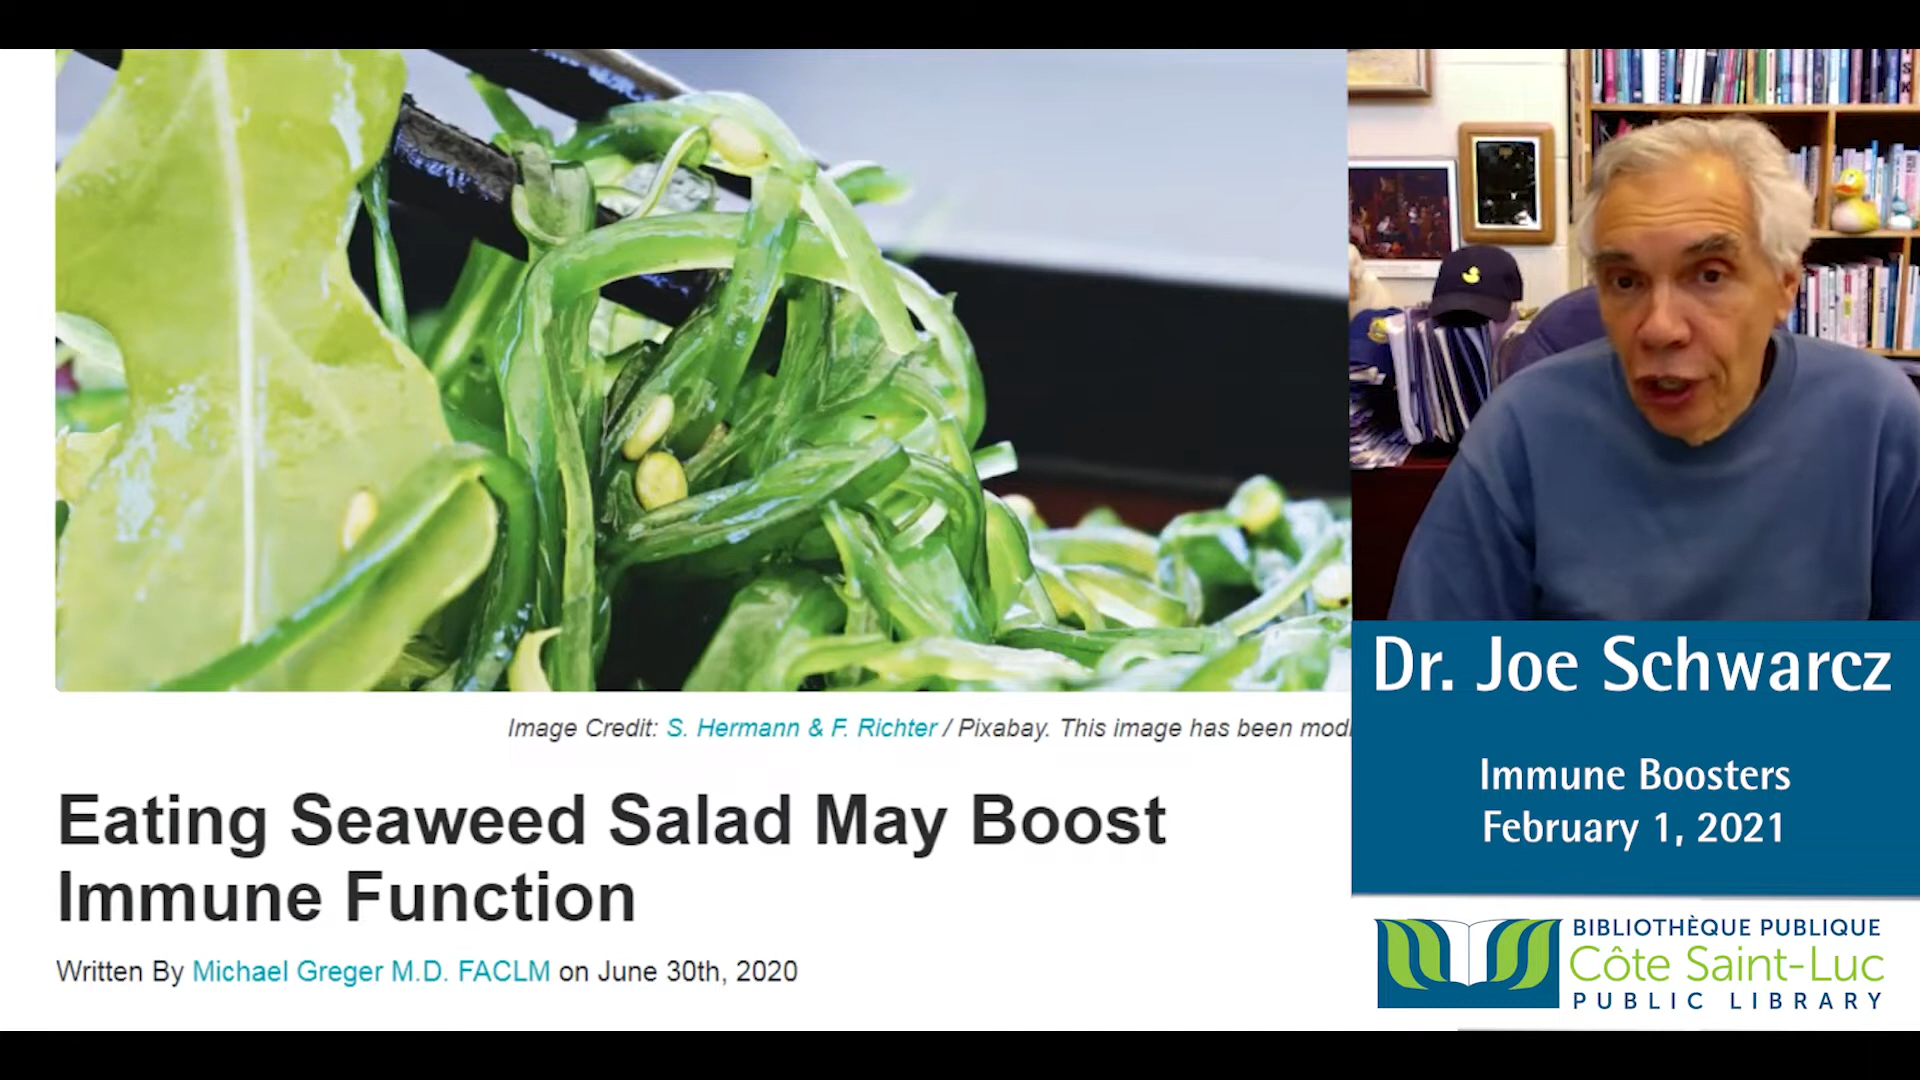 Image Credit: S. Hermann & F. Richter / Pixabay. This image has been modi
Eating Seaweed Salad May Boost
Immune Function
Written By Michael Greger M.D. FACLM on June 30th, 2020
Dr. Joe Schwarcz
Immune Boosters
February 1, 2021
BIBLIOTHÈQUE PUBLIQUE
Côte Saint-Luc
PUBLIC LIBRARY